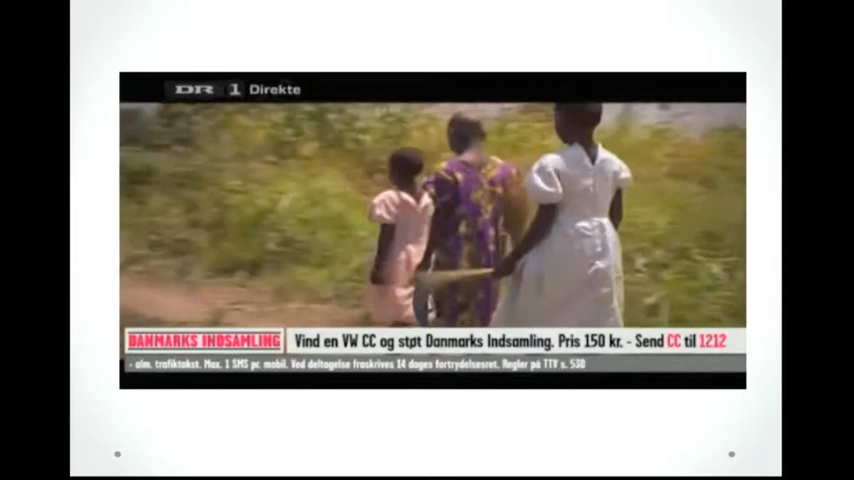 DR 1 Direkte
DANMARKS INDSAMLING Vind en VW CC og støt Danmarks Indsamling. Pris 150 kr. - Send CC til 1212
- alm. trafiktakst. Max. 1 SMS pr. mobil. Ved deltagelse fraskrives 14 dages fortrydelsesret. Regler på TTV s. 530